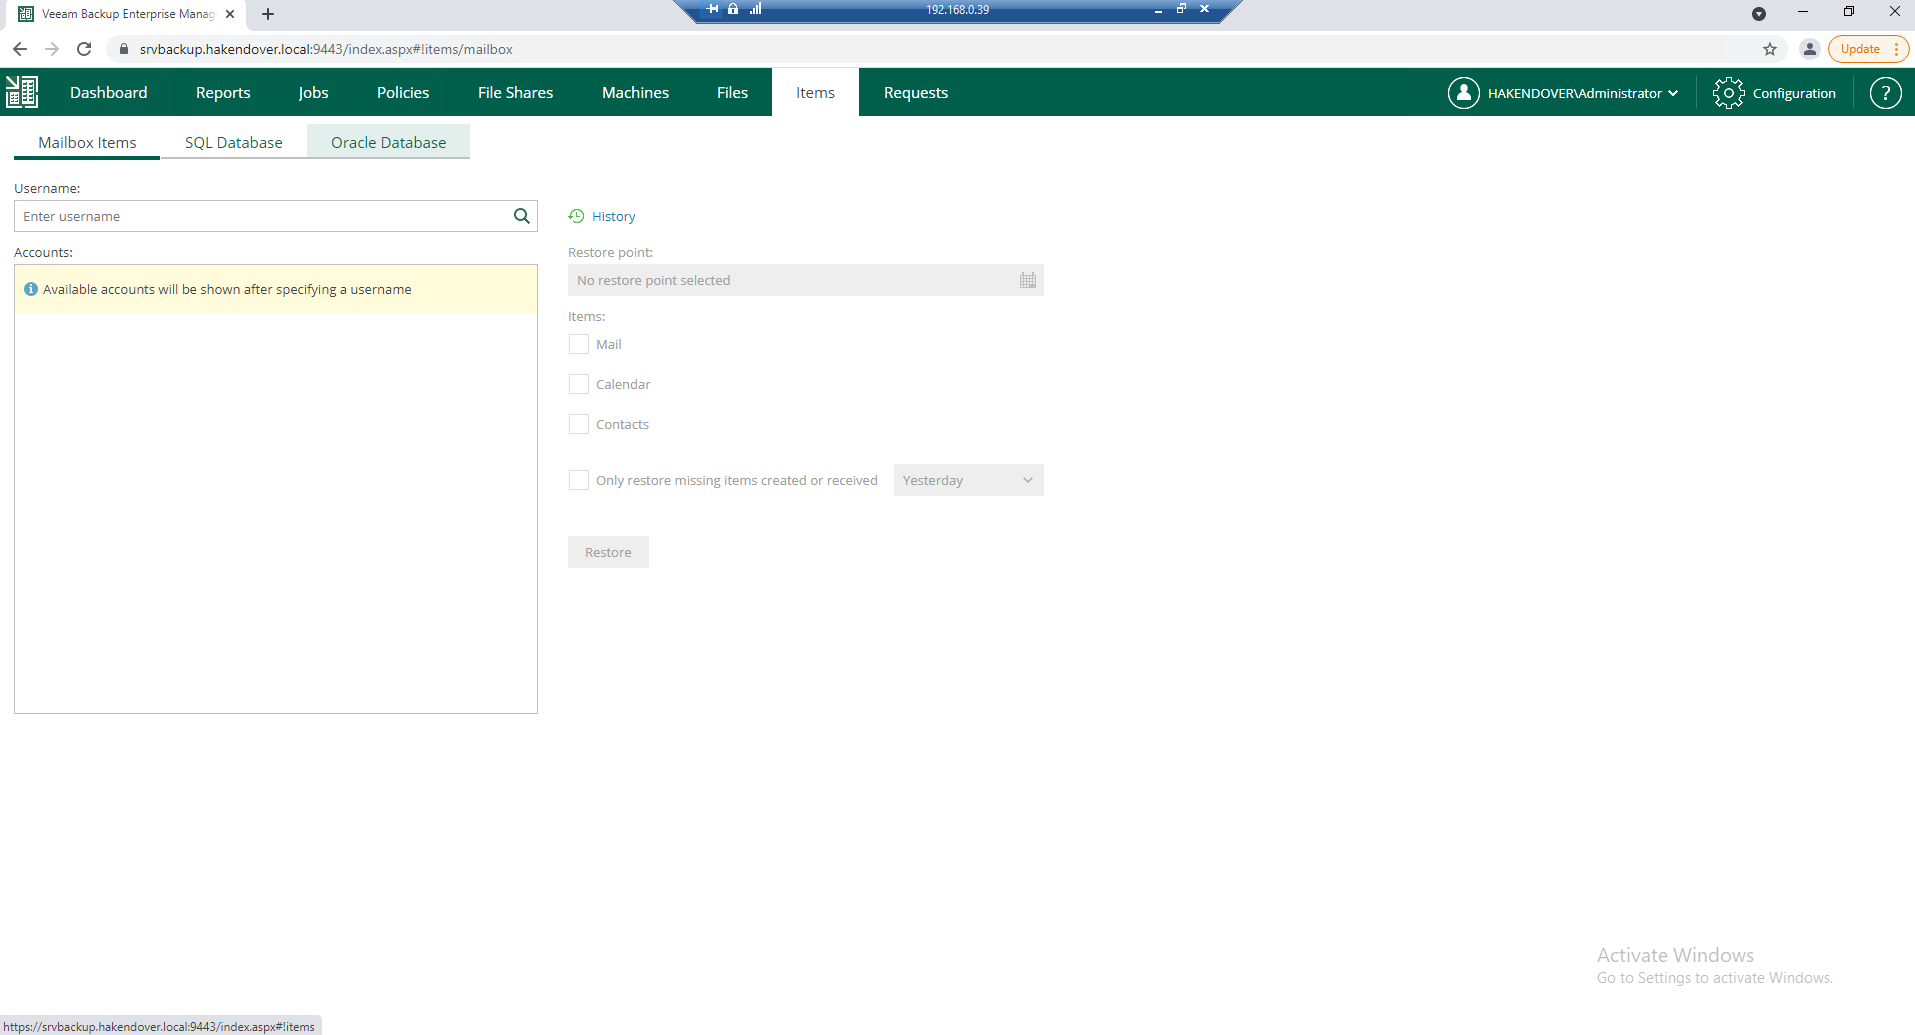 Veeam Backup Enterprise Manag
192.168.0.39
srvbackup.hakendover.local:9443/index.aspx#!items/mailbox
Update
Dashboard Reports Jobs Policies File Shares Machines Files Items Requests HAKENDOVER\Administrator Configuration ?
Mailbox Items SQL Database Oracle Database
Username:
Enter username
History
Accounts:
Restore point:
Available accounts will be shown after specifying a username
No restore point selected
Items:
Mail
Calendar
Contacts
Only restore missing items created or received Yesterday
Restore
Activate Windows
Go to Settings to activate Windows.
https://srvbackup.hakendover.local:9443/index.aspx#!items